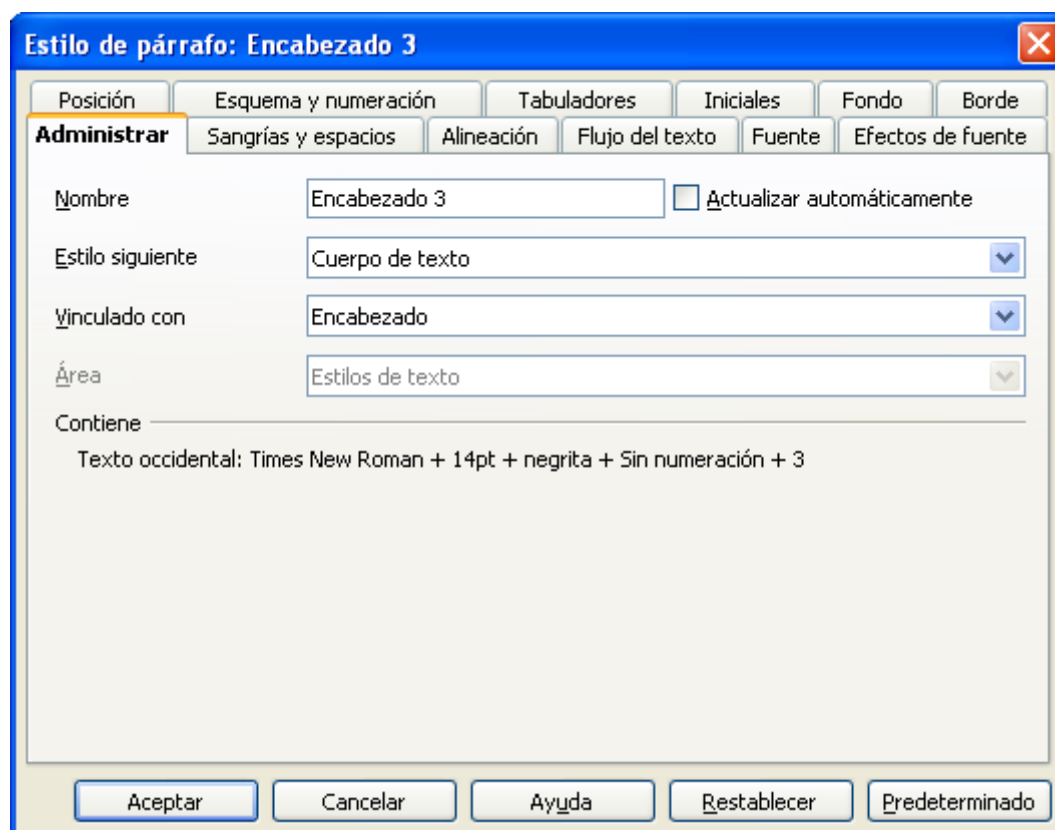 Estilo de párrafo: Encabezado 3
Posición Esquema y numeración Tabuladores Iniciales Fondo Borde
Administrar Sangrías y espacios Alineación Flujo del texto Fuente Efectos de fuente
Nombre Encabezado 3 Actualizar automáticamente
Estilo siguiente Cuerpo de texto
Vinculado con Encabezado
Área Estilos de texto
Contiene
Texto occidental: Times New Roman + 14pt + negrita + Sin numeración + 3
Aceptar Cancelar Ayuda Restablecer Predeterminado